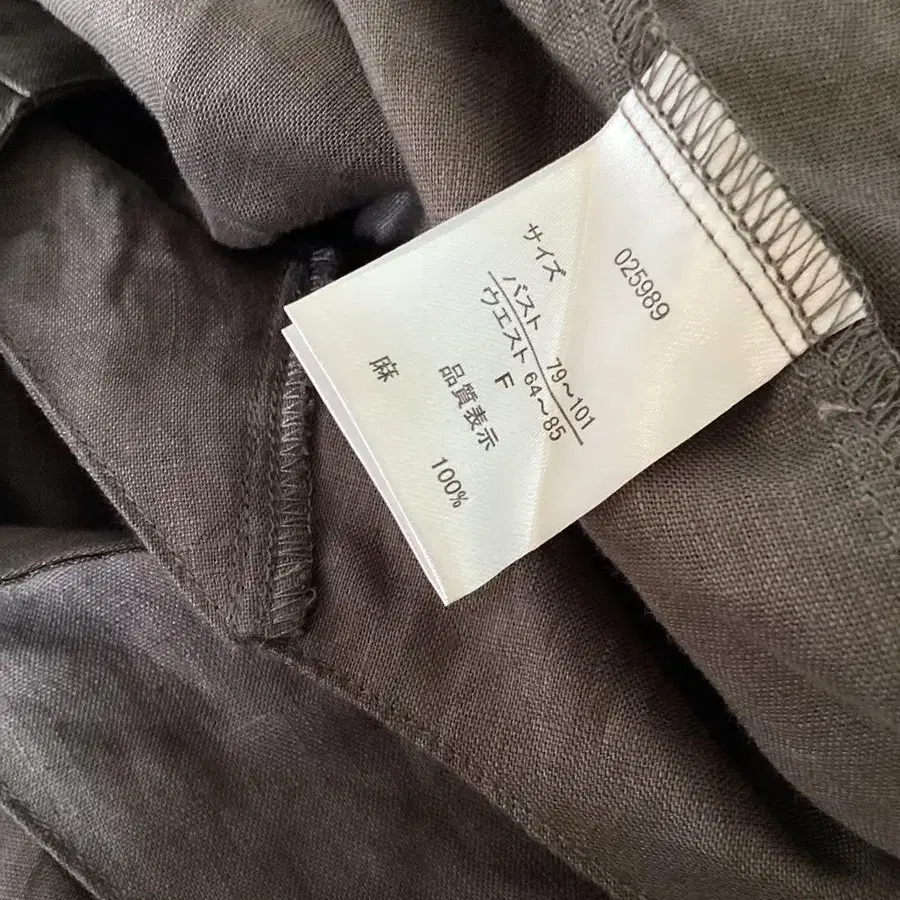 025989
サイズ
バスト 79～101
ウエスト 64～85
F
品質表示
麻 100%